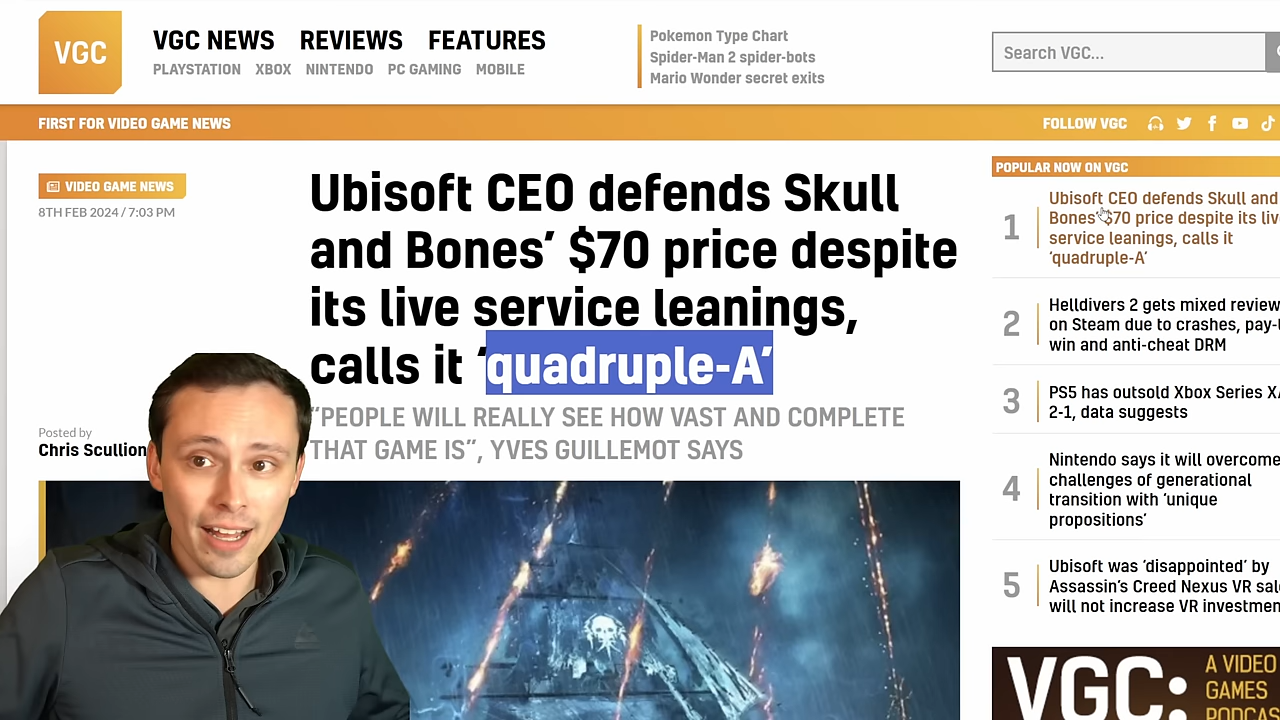 VGC
VGC NEWS REVIEWS FEATURES
PLAYSTATION XBOX NINTENDO PC GAMING MOBILE
Pokemon Type Chart
Spider-Man 2 spider-bots
Mario Wonder secret exits
Search VGC...
FIRST FOR VIDEO GAME NEWS
FOLLOW VGC
VIDEO GAME NEWS
8TH FEB 2024 / 7:03 PM
Ubisoft CEO defends Skull
and Bones’ $70 price despite
its live service leanings,
calls it ‘quadruple-A’
“PEOPLE WILL REALLY SEE HOW VAST AND COMPLETE
THAT GAME IS”, YVES GUILLEMOT SAYS
Posted by
Chris Scullion
POPULAR NOW ON VGC
1
Ubisoft CEO defends Skull and
Bones’ $70 price despite its liv
service leanings, calls it
‘quadruple-A’
2
Helldivers 2 gets mixed review
on Steam due to crashes, pay-
win and anti-cheat DRM
3
PS5 has outsold Xbox Series X
2-1, data suggests
4
Nintendo says it will overcome
challenges of generational
transition with ‘unique
propositions’
5
Ubisoft was ‘disappointed’ by
Assassin’s Creed Nexus VR sal
will not increase VR investmen
VGC:
A VIDEO
GAMES
PODCAS